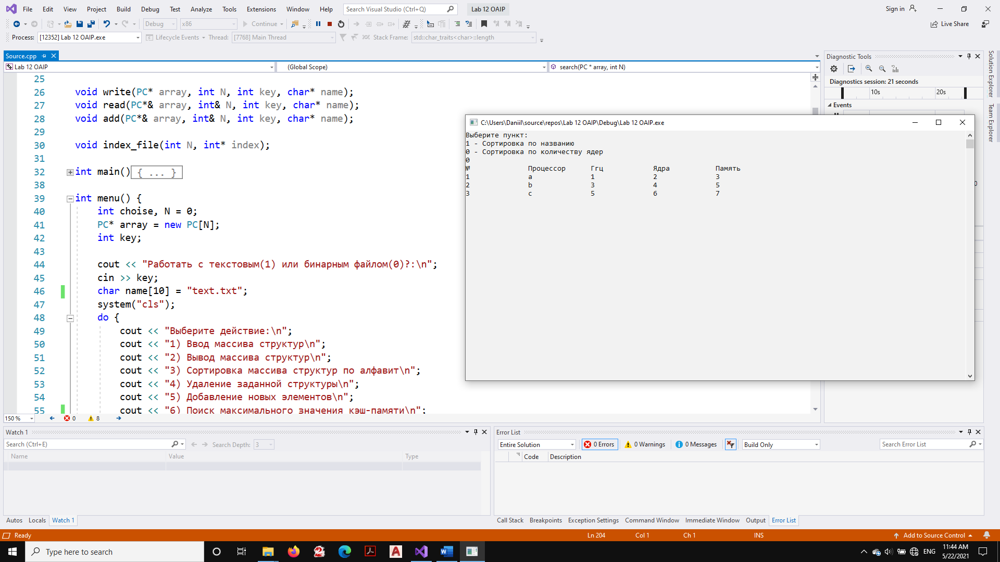 File Edit View Project Build Debug Test Analyze Tools Extensions Window Help Search Visual Studio (Ctrl+Q) Lab 12 OAIP Sign in
Debug x86 Continue Live Share
Process: [12352] Lab 12 OAIP.exe Lifecycle Events Thread: [7768] Main Thread Stack Frame: std::char_traits<char>::length
Source.cpp
Lab 12 OAIP (Global Scope) search(PC * array, int N)
25
26 void write(PC* array, int N, int key, char* name);
27 void read(PC*& array, int& N, int key, char* name);
28 void add(PC*& array, int& N, int key, char* name);
29
30 void index_file(int N, int* index);
31
32 int main() { ... }
38
39 int menu() {
40 int choise, N = 0;
41 PC* array = new PC[N];
42 int key;
43
44 cout << "Работать с текстовым(1) или бинарным файлом(0)?:\n";
45 cin >> key;
46 char name[10] = "text.txt";
47 system("cls");
48 do {
49 cout << "Выберите действие:\n";
50 cout << "1) Ввод массива структур\n";
51 cout << "2) Вывод массива структур\n";
52 cout << "3) Сортировка массива структур по алфавит\n";
53 cout << "4) Удаление заданной структуры\n";
54 cout << "5) Добавление новых элементов\n";
55 cout << "6) Поиск максимального значения кэш-памяти\n";
150 % 0 8
C:\Users\Daniil\source\repos\Lab 12 OAIP\Debug\Lab 12 OAIP.exe
Выберите пункт:
1 - Сортировка по названию
0 - Сортировка по количеству ядер
0
№ Процессор Ггц Ядра Память
1 a 1 2 3
2 b 3 4 5
3 c 5 6 7
Diagnostic Tools
Diagnostics session: 21 seconds
10s 20s
Events
0
Solution Explorer
Team Explorer
Watch 1
Search (Ctrl+E) Search Depth: 3
Name Value Type
Autos Locals Watch 1
Error List
Entire Solution 0 Errors 0 Warnings 0 Messages Build Only Search Error List
Code Description
Call Stack Breakpoints Exception Settings Command Window Immediate Window Output Error List
Ready Ln 204 Col 1 Ch 1 INS Add to Source Control
Type here to search ENG 11:44 AM
5/22/2021